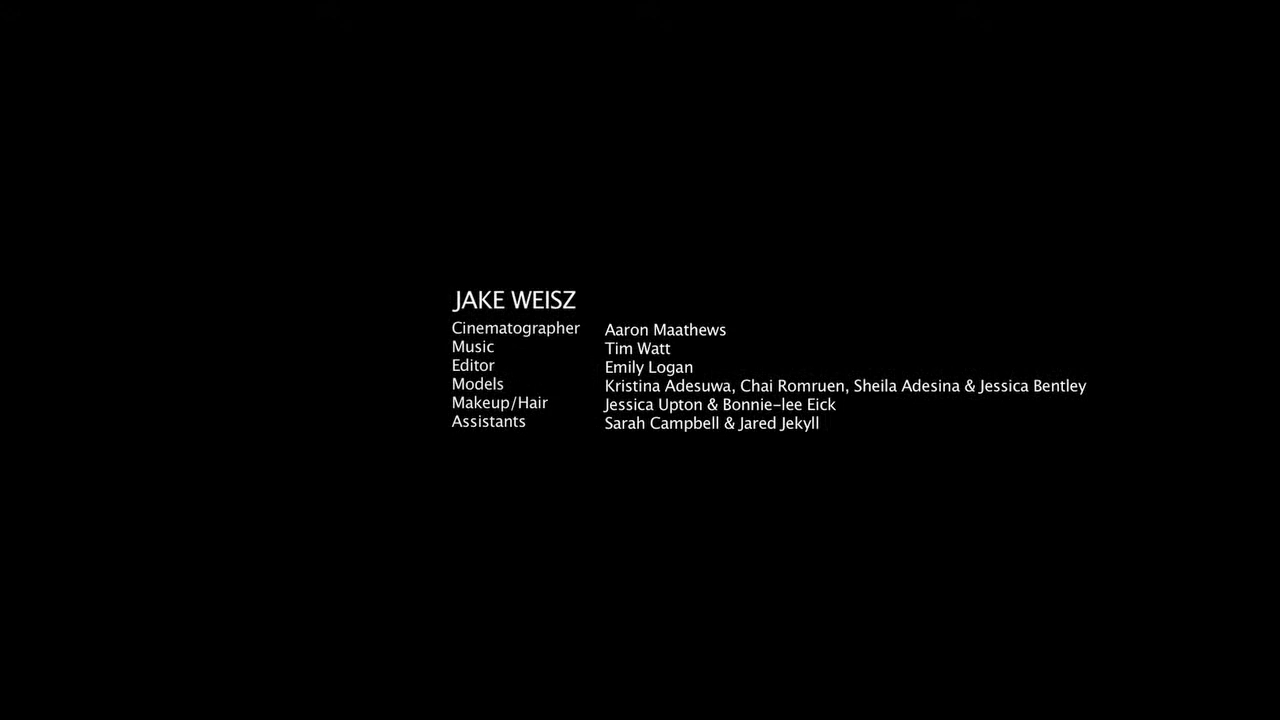 JAKE WEISZ
Cinematographer Aaron Maathews
Music Tim Watt
Editor Emily Logan
Models Kristina Adesuwa, Chai Romruen, Sheila Adesina & Jessica Bentley
Makeup/Hair Jessica Upton & Bonnie-lee Eick
Assistants Sarah Campbell & Jared Jekyll